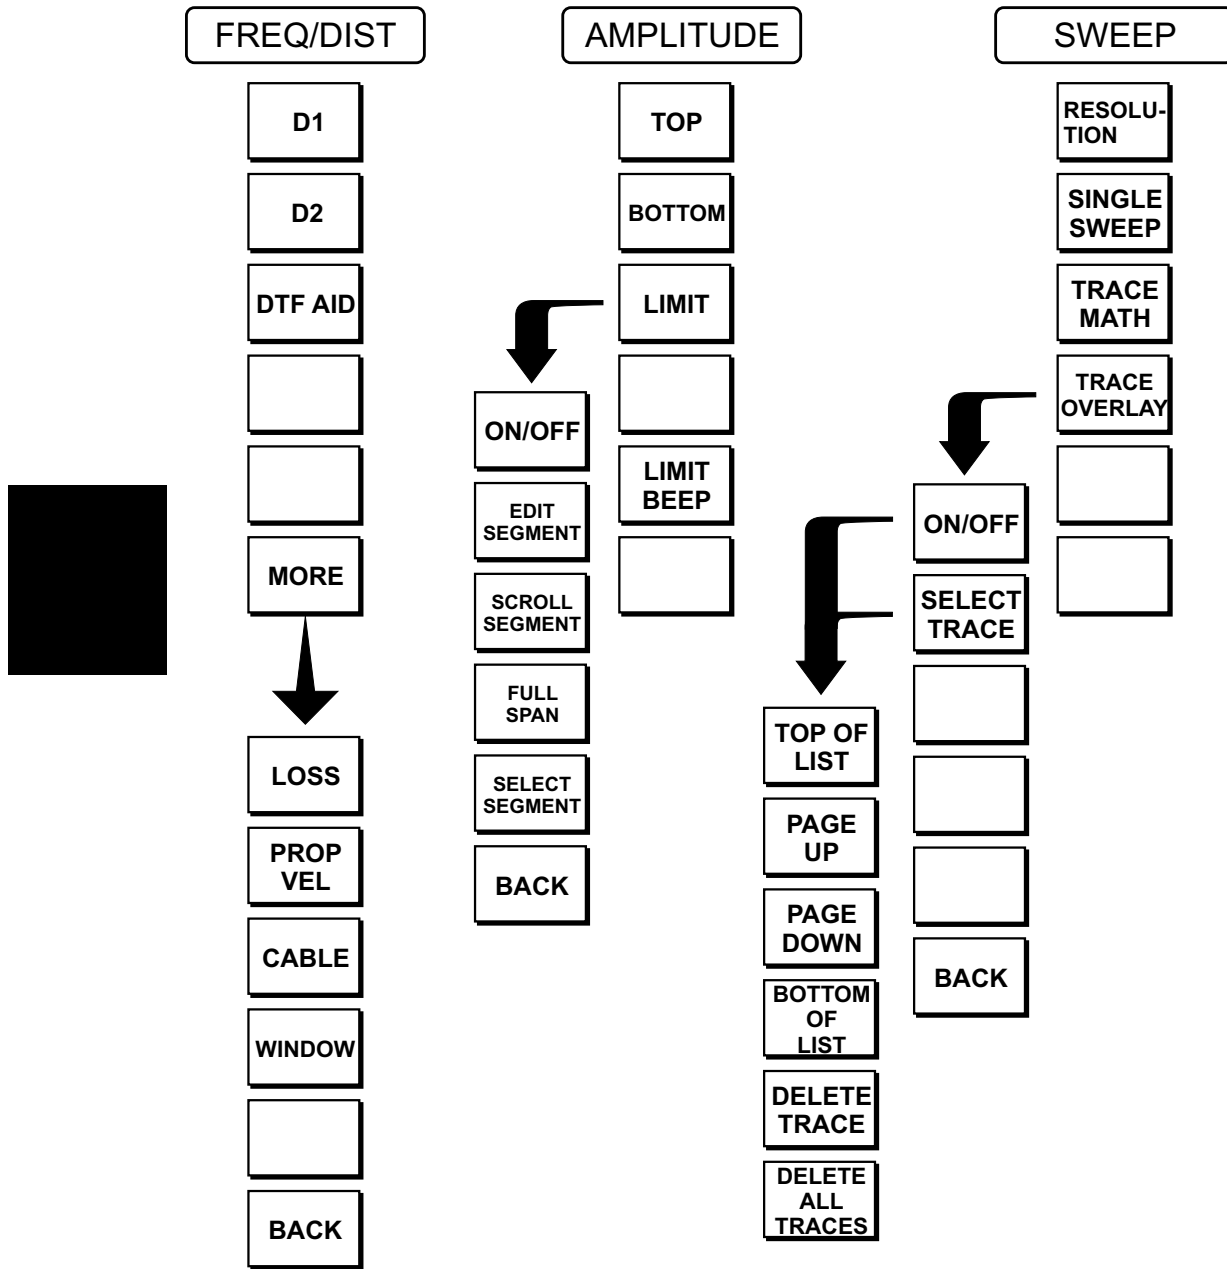 FREQ/DIST
D1
D2
DTF AID
MORE
LOSS
PROP
VEL
CABLE
WINDOW
BACK
AMPLITUDE
TOP
BOTTOM
LIMIT
LIMIT
BEEP
ON/OFF
EDIT
SEGMENT
SCROLL
SEGMENT
FULL
SPAN
SELECT
SEGMENT
BACK
SWEEP
RESOLU-
TION
SINGLE
SWEEP
TRACE
MATH
TRACE
OVERLAY
ON/OFF
SELECT
TRACE
BACK
TOP OF
LIST
PAGE
UP
PAGE
DOWN
BOTTOM
OF
LIST
DELETE
TRACE
DELETE
ALL
TRACES